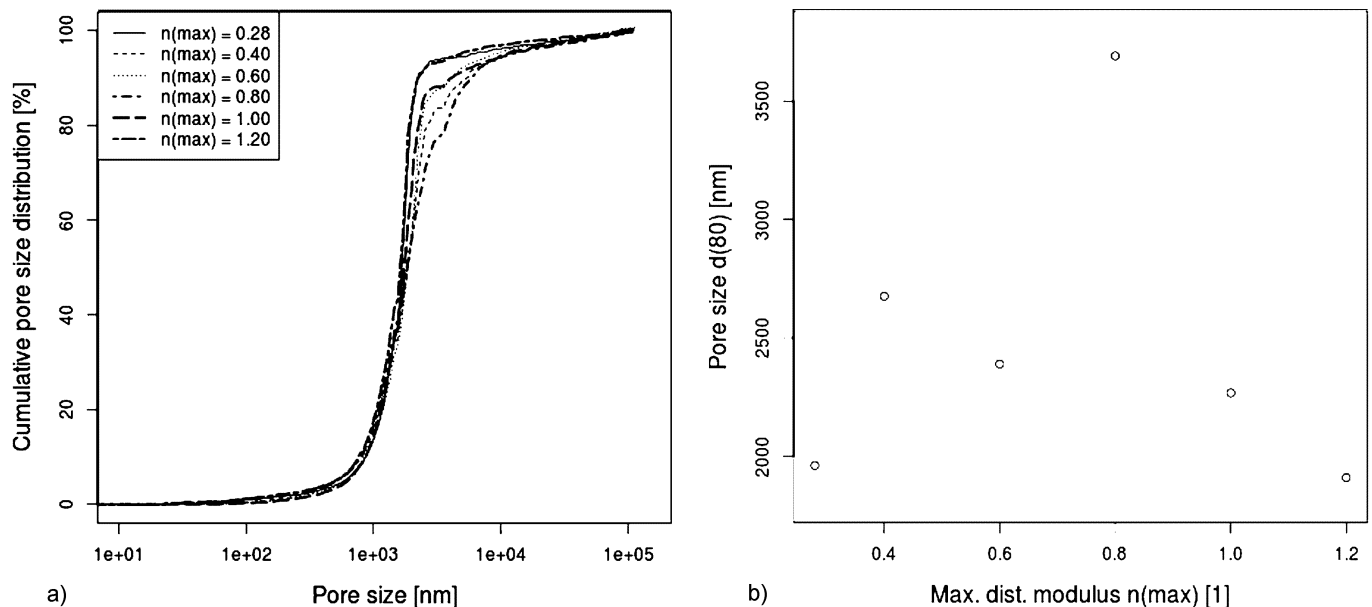 n(max) = 0.28
n(max) = 0.40
n(max) = 0.60
n(max) = 0.80
n(max) = 1.00
n(max) = 1.20
Cumulative pore size distribution [%]
100
80
60
40
20
0
1e+01 1e+02 1e+03 1e+04 1e+05
Pore size [nm]
a)
Pore size d(80) [nm]
3500
3000
2500
2000
0.4 0.6 0.8 1.0 1.2
Max. dist. modulus n(max) [1]
b)